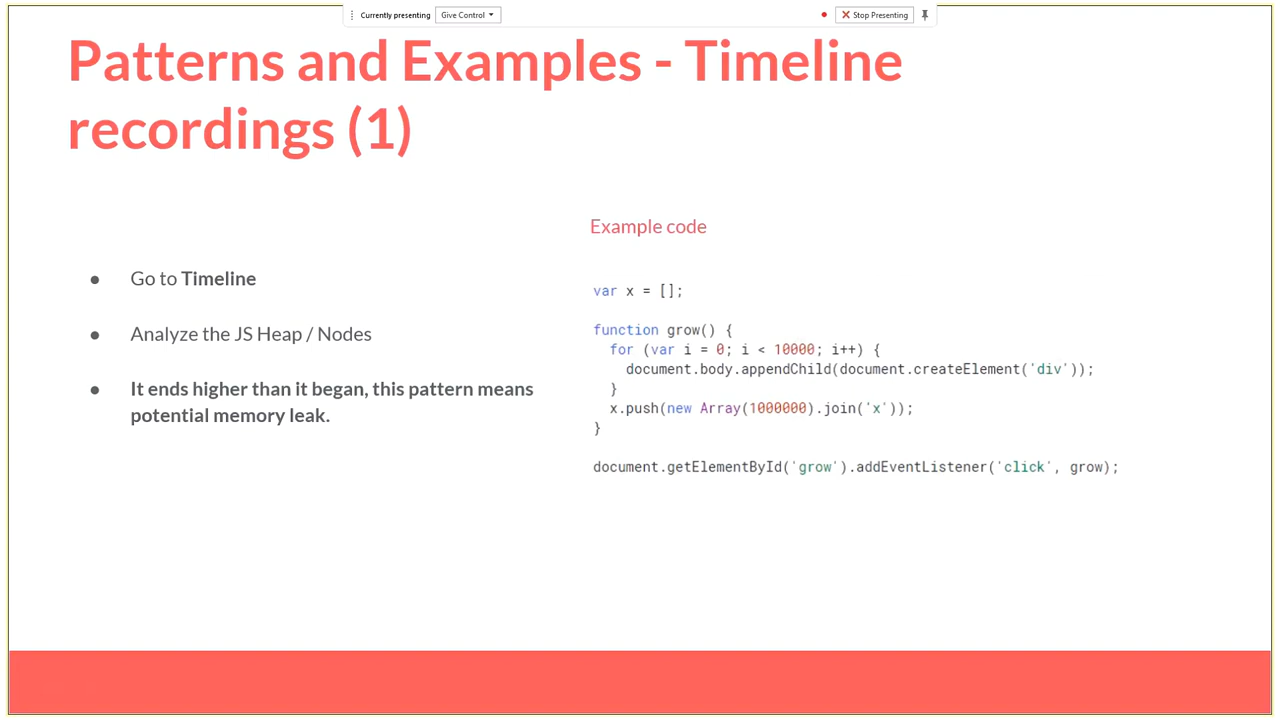 Currently presenting
Give Control
Stop Presenting
Patterns and Examples - Timeline
recordings (1)
Example code
● Go to Timeline
● Analyze the JS Heap / Nodes
● It ends higher than it began, this pattern means
potential memory leak.
var x = [];
function grow() {
  for (var i = 0; i < 10000; i++) {
    document.body.appendChild(document.createElement('div'));
  }
  x.push(new Array(1000000).join('x'));
}
document.getElementById('grow').addEventListener('click', grow);